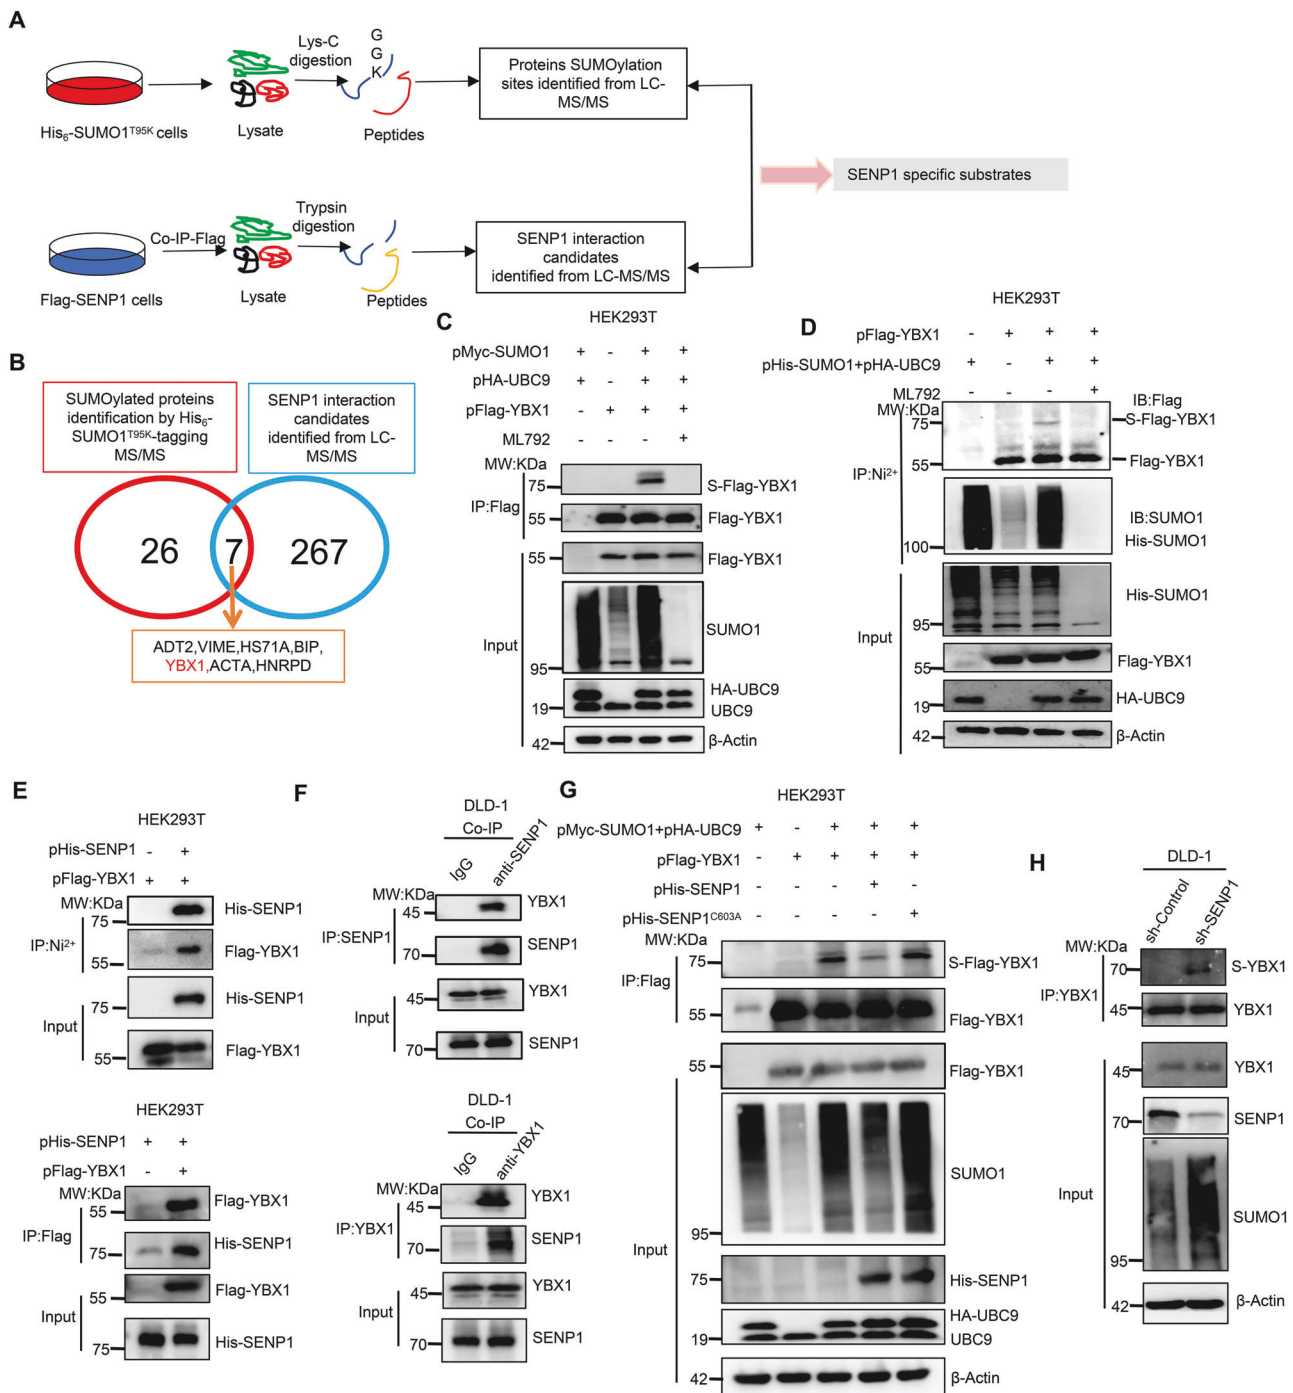 A
His6-SUMO1T95K cells
Lysate
Lys-C
digestion
G
G
K
Peptides
Proteins SUMOylation
sites identified from LC-
MS/MS
SENP1 specific substrates
Flag-SENP1 cells
Co-IP-Flag
Lysate
Trypsin
digestion
Peptides
SENP1 interaction
candidates
identified from LC-MS/MS
B
SUMOylated proteins
identification by His6-
SUMO1T95K-tagging
MS/MS
SENP1 interaction
candidates
identified from LC-
MS/MS
26
7
267
ADT2,VIME,HS71A,BIP,
YBX1,ACTA,HNRPD
C
HEK293T
pMyc-SUMO1 + - + +
pHA-UBC9 + - + +
pFlag-YBX1 - + + +
ML792 - - - +
MW:KDa
IP:Flag
75
S-Flag-YBX1
55
Flag-YBX1
Input
55
Flag-YBX1
95
SUMO1
HA-UBC9
19
UBC9
42
β-Actin
D
HEK293T
pFlag-YBX1 - + + +
pHis-SUMO1+pHA-UBC9 + - + +
ML792 - - - +
MW:KDa
IB:Flag
IP:Ni2+
75
S-Flag-YBX1
55
Flag-YBX1
IB:SUMO1
100
His-SUMO1
Input
His-SUMO1
95
55
Flag-YBX1
19
HA-UBC9
42
β-Actin
E
HEK293T
pHis-SENP1 - +
pFlag-YBX1 + +
MW:KDa
IP:Ni2+
75
His-SENP1
55
Flag-YBX1
Input
75
His-SENP1
55
Flag-YBX1
HEK293T
pHis-SENP1 + +
pFlag-YBX1 - +
MW:KDa
IP:Flag
55
Flag-YBX1
75
His-SENP1
Input
55
Flag-YBX1
75
His-SENP1
F
DLD-1
Co-IP
IgG
anti-SENP1
MW:KDa
IP:SENP1
45
YBX1
70
SENP1
Input
45
YBX1
70
SENP1
DLD-1
Co-IP
IgG
anti-YBX1
MW:KDa
IP:YBX1
45
YBX1
70
SENP1
Input
45
YBX1
70
SENP1
G
HEK293T
pMyc-SUMO1+pHA-UBC9 + - + + +
pFlag-YBX1 - + + + +
pHis-SENP1 - - - + -
pHis-SENP1C603A - - - - +
MW:KDa
IP:Flag
75
S-Flag-YBX1
55
Flag-YBX1
Input
55
Flag-YBX1
SUMO1
95
75
His-SENP1
HA-UBC9
19
UBC9
42
β-Actin
H
DLD-1
sh-Control
sh-SENP1
MW:KDa
IP:YBX1
70
S-YBX1
45
YBX1
Input
45
YBX1
70
SENP1
SUMO1
95
42
β-Actin